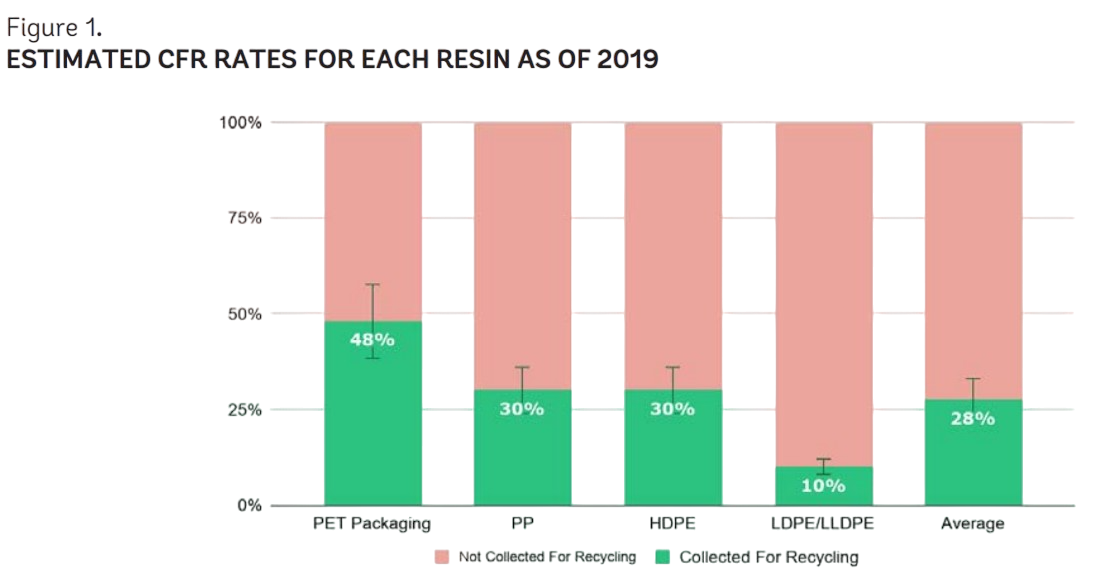 Figure 1.
ESTIMATED CFR RATES FOR EACH RESIN AS OF 2019
100%
75%
50%
25%
0%
48%
30%
30%
10%
28%
PET Packaging
PP
HDPE
LDPE/LLDPE
Average
Not Collected For Recycling
Collected For Recycling